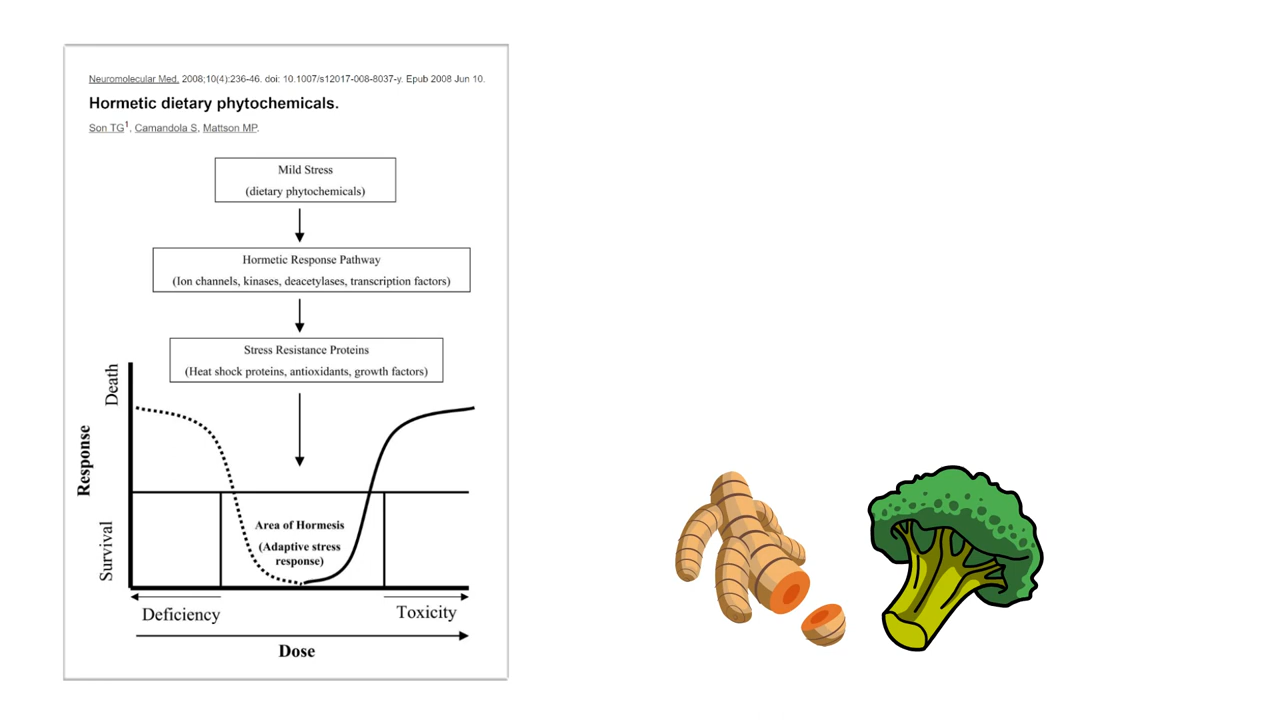 Neuromolecular Med. 2008;10(4):236-46. doi: 10.1007/s12017-008-8037-y. Epub 2008 Jun 10.
Hormetic dietary phytochemicals.
Son TG1, Camandola S, Mattson MP.
Mild Stress
(dietary phytochemicals)
Hormetic Response Pathway
(Ion channels, kinases, deacetylases, transcription factors)
Stress Resistance Proteins
(Heat shock proteins, antioxidants, growth factors)
Death
Response
Survival
Area of Hormesis
(Adaptive stress
response)
Deficiency
Toxicity
Dose